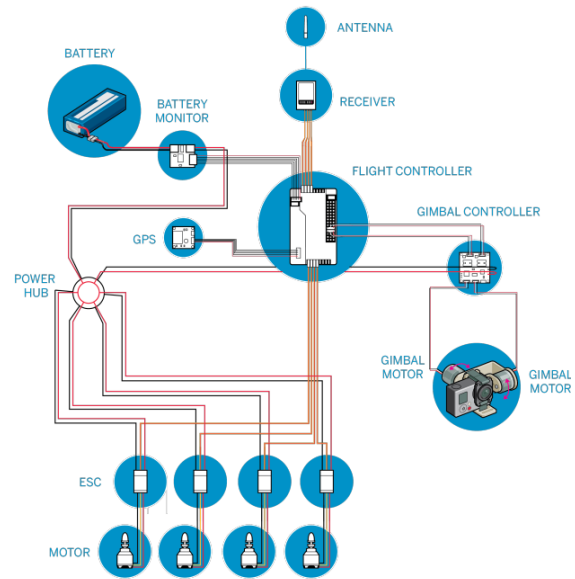 ANTENNA
BATTERY
RECEIVER
BATTERY
MONITOR
FLIGHT CONTROLLER
GIMBAL CONTROLLER
GPS
POWER
HUB
GIMBAL
MOTOR
GIMBAL
MOTOR
ESC
MOTOR